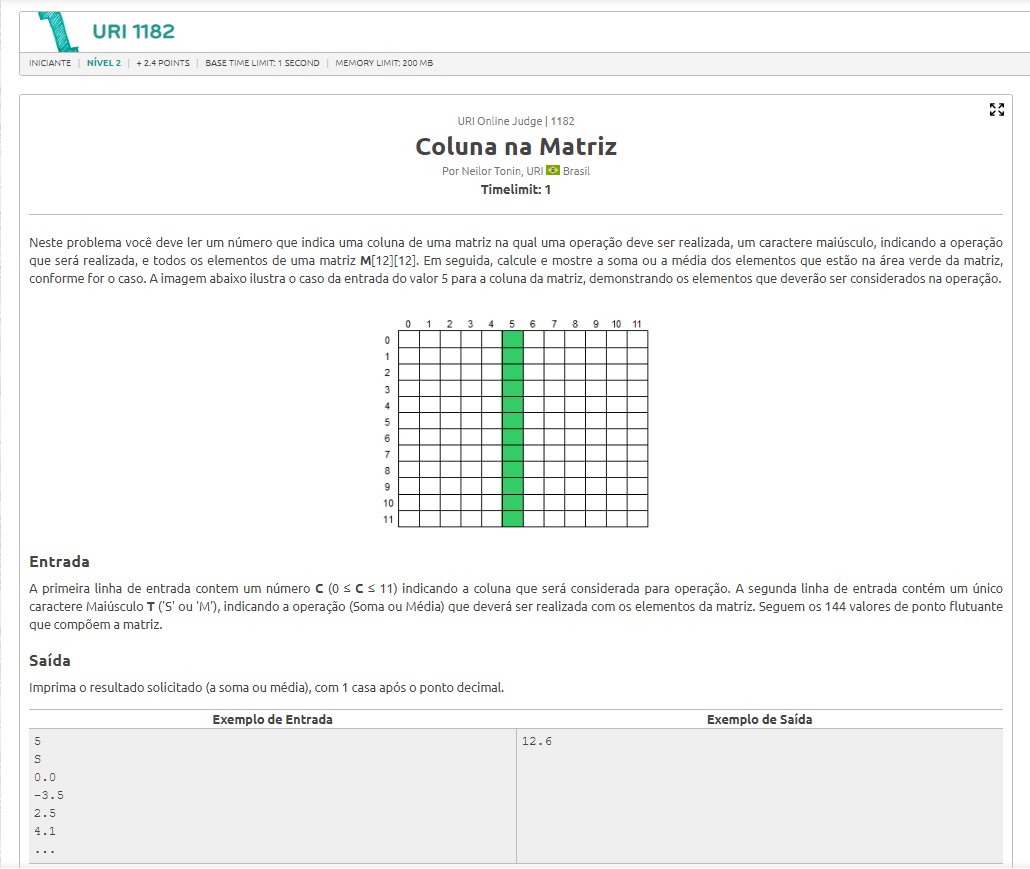 URI 1182
INICIANTE | NÍVEL 2 | + 2.4 POINTS | BASE TIME LIMIT: 1 SECOND | MEMORY LIMIT: 200 MB
URI Online Judge | 1182
Coluna na Matriz
Por Neilor Tonin, URI Brasil
Timelimit: 1
Neste problema você deve ler um número que indica uma coluna de uma matriz na qual uma operação deve ser realizada, um caractere maiúsculo, indicando a operação
que será realizada, e todos os elementos de uma matriz M[12][12]. Em seguida, calcule e mostre a soma ou a média dos elementos que estão na área verde da matriz,
conforme for o caso. A imagem abaixo ilustra o caso da entrada do valor 5 para a coluna da matriz, demonstrando os elementos que deverão ser considerados na operação.
0 1 2 3 4 5 6 7 8 9 10 11
0
1
2
3
4
5
6
7
8
9
10
11
Entrada
A primeira linha de entrada contem um número C (0 ≤ C ≤ 11) indicando a coluna que será considerada para operação. A segunda linha de entrada contém um único
caractere Maiúsculo T ('S' ou 'M'), indicando a operação (Soma ou Média) que deverá ser realizada com os elementos da matriz. Seguem os 144 valores de ponto flutuante
que compõem a matriz.
Saída
Imprima o resultado solicitado (a soma ou média), com 1 casa após o ponto decimal.
Exemplo de Entrada Exemplo de Saída
5 12.6
S
0.0
-3.5
2.5
4.1
...